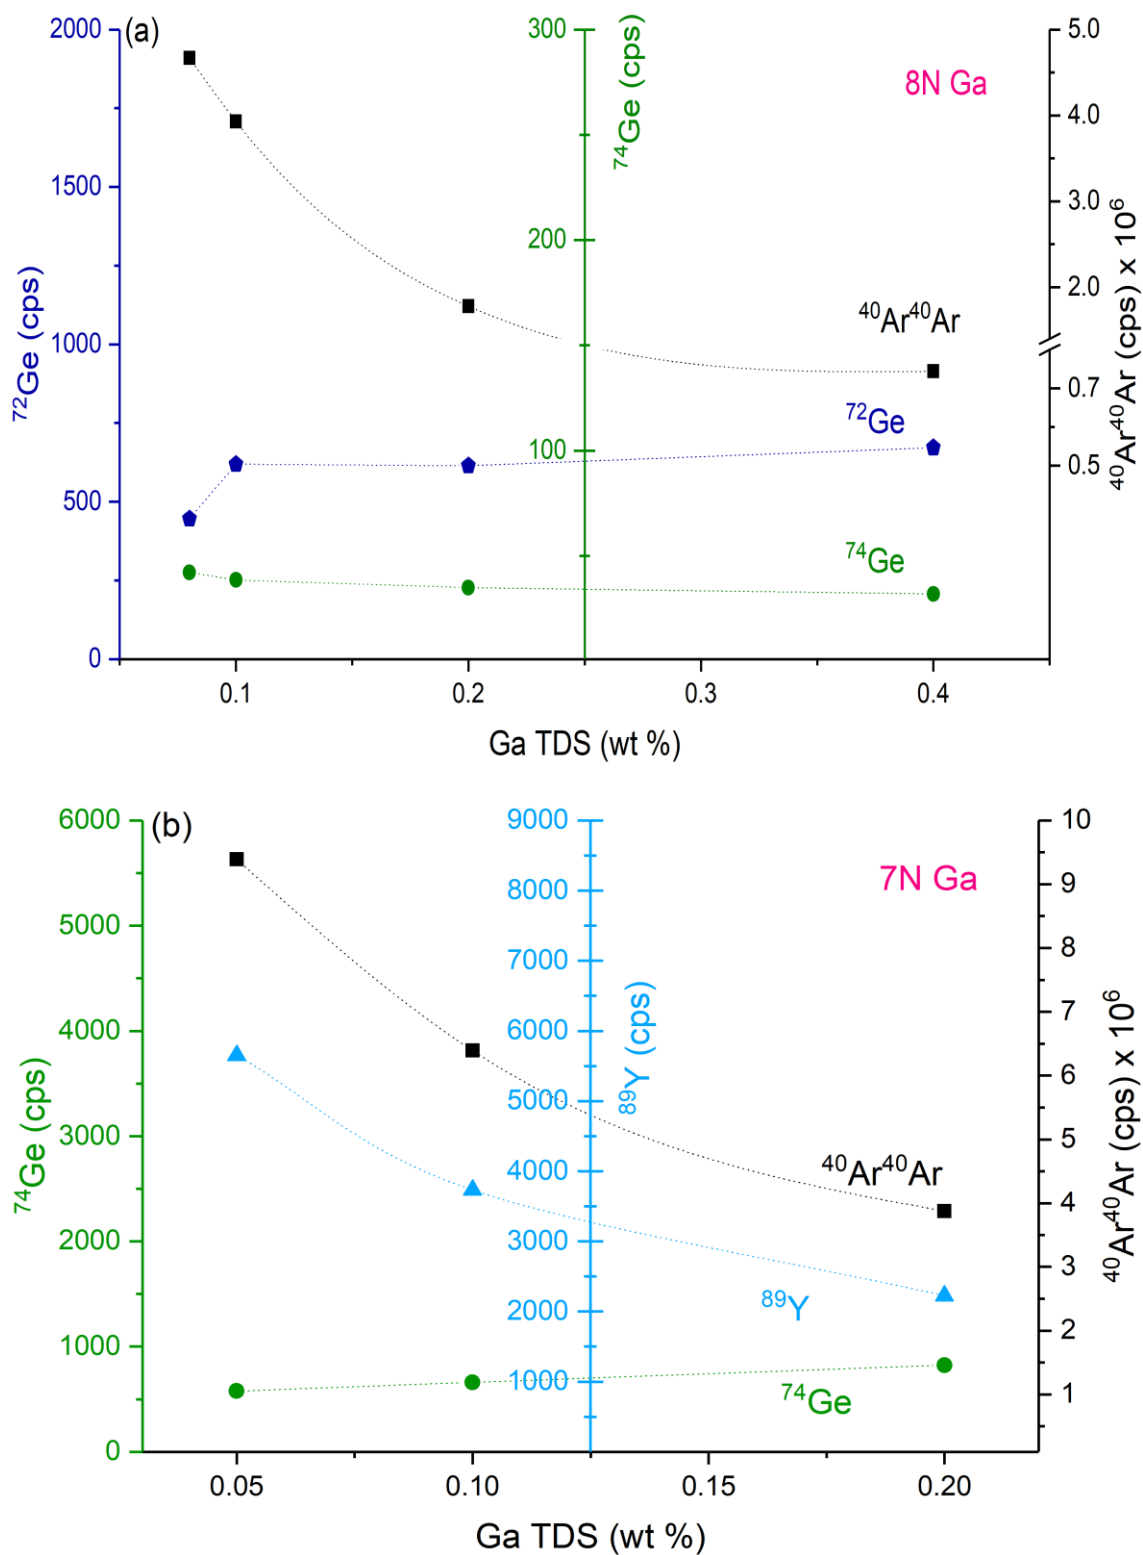 (a)
8N Ga
2000
1500
1000
500
0
⁷²Ge (cps)
300
200
100
⁷⁴Ge (cps)
5.0
4.0
3.0
2.0
0.7
0.5
⁴⁰Ar⁴⁰Ar (cps) x 10⁶
⁴⁰Ar⁴⁰Ar
⁷²Ge
⁷⁴Ge
0.1 0.2 0.3 0.4
Ga TDS (wt %)
(b)
7N Ga
6000
5000
4000
3000
2000
1000
0
⁷⁴Ge (cps)
9000
8000
7000
6000
5000
4000
3000
2000
1000
⁸⁹Y (cps)
10
9
8
7
6
5
4
3
2
1
⁴⁰Ar⁴⁰Ar (cps) x 10⁶
⁴⁰Ar⁴⁰Ar
⁸⁹Y
⁷⁴Ge
0.05 0.10 0.15 0.20
Ga TDS (wt %)